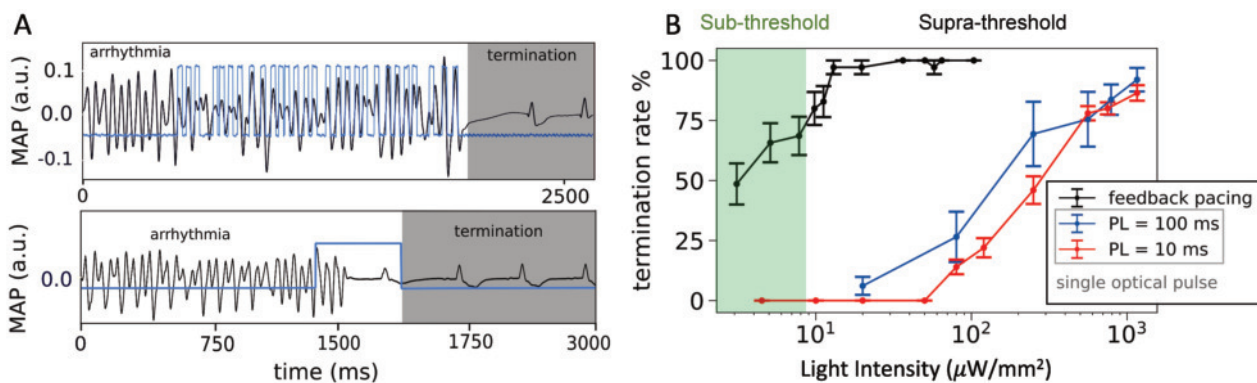 A
MAP (a.u.)
0.1
0.0
-0.1
arrhythmia
termination
0
2500
MAP (a.u.)
0.0
arrhythmia
termination
0
750
1500
1750
3000
time (ms)
B
Sub-threshold
Supra-threshold
termination rate %
100
75
50
25
0
feedback pacing
PL = 100 ms
PL = 10 ms
single optical pulse
10¹
10²
10³
Light Intensity (μW/mm²)